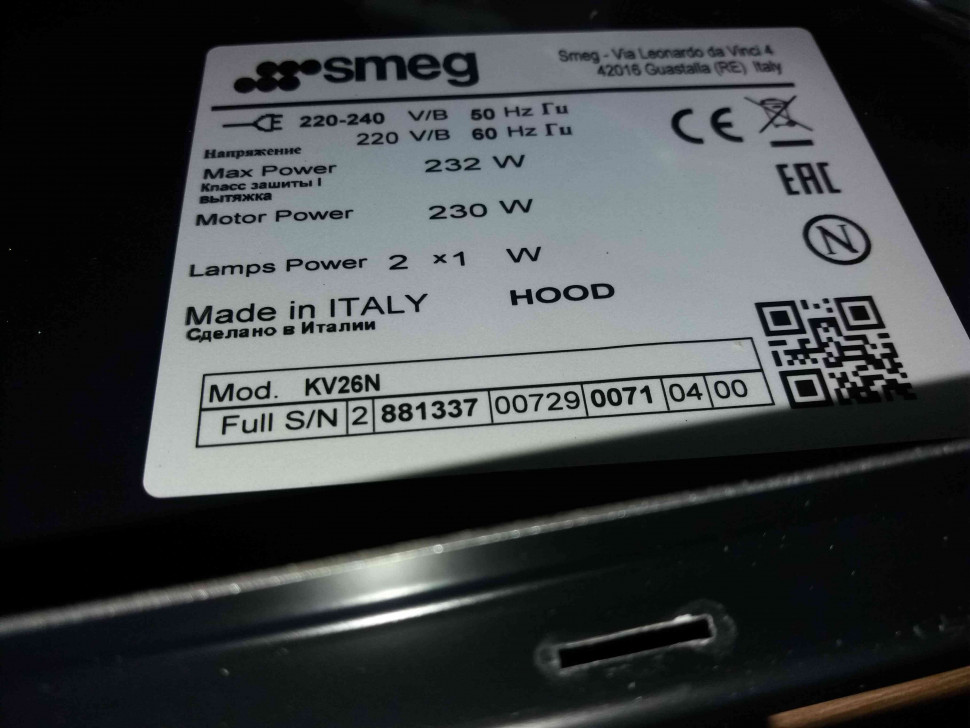 smeg
Smeg - Via Leonardo da Vinci 4
42016 Guastalla (RE) Italy
220-240 V/B 50 Hz Гц
220 V/B 60 Hz Гц
Напряжение
Max Power 232 W
Класс зашиты I
вытяжка
Motor Power 230 W
Lamps Power 2 ×1 W
Made in ITALY HOOD
Сделано в Италии
CE
EAC
N
Mod. KV26N
Full S/N 2 881337 00729 0071 04 00